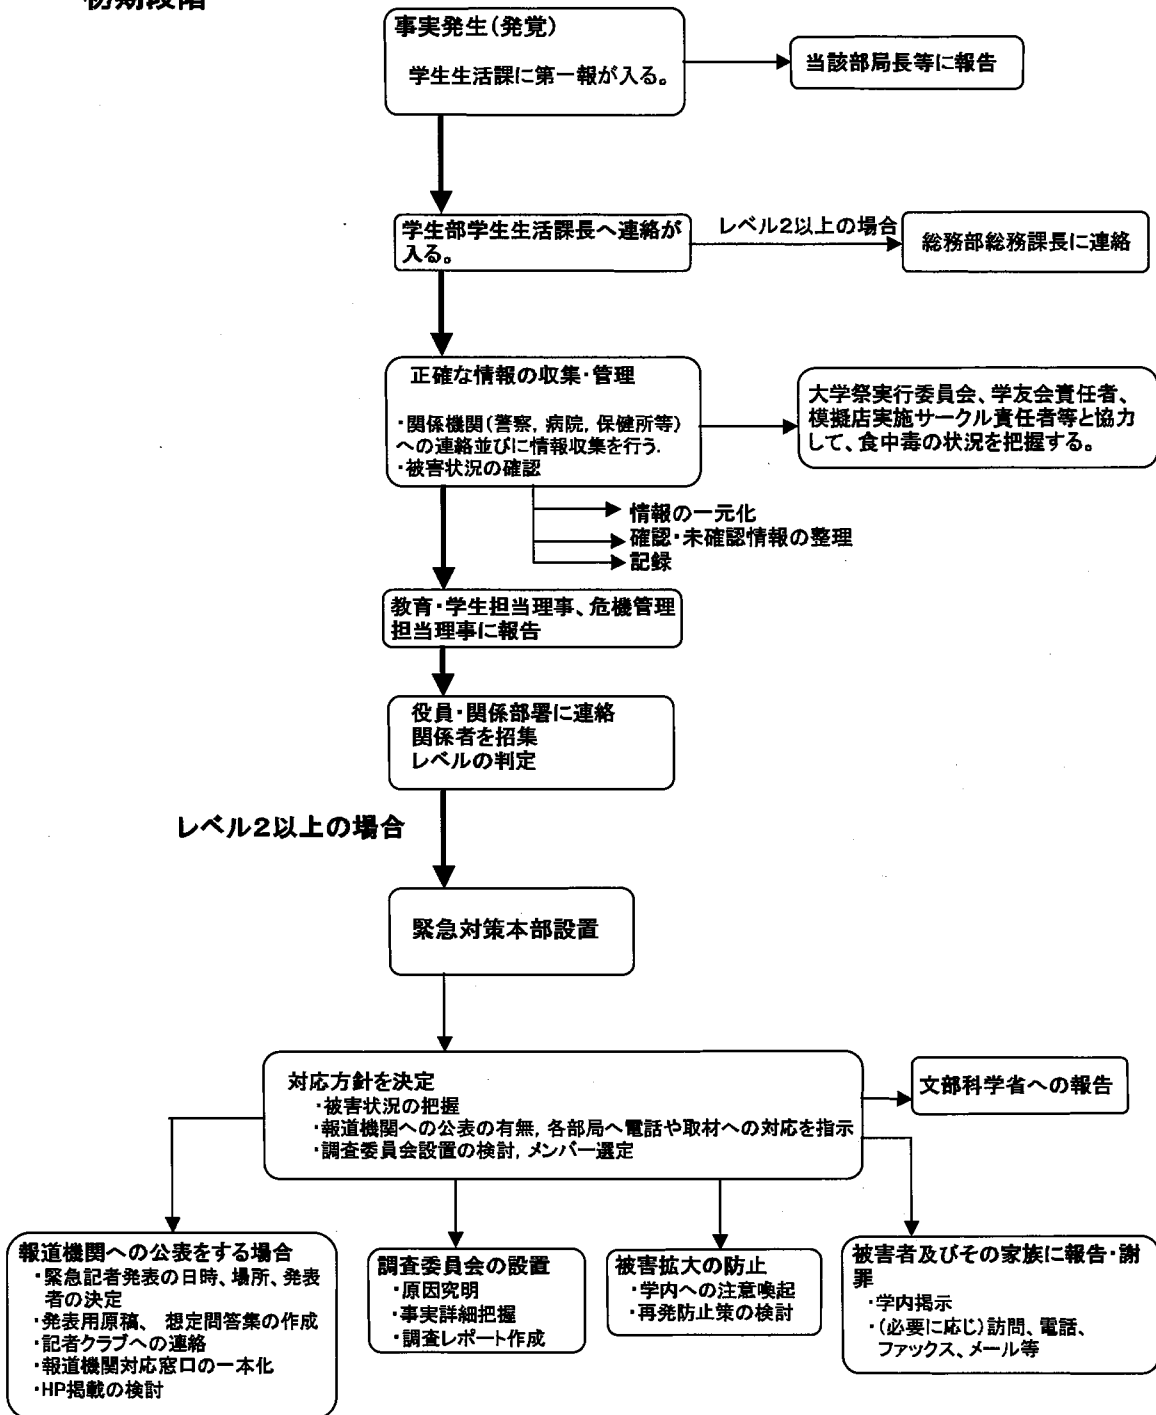 初期段階
事実発生(発覚)
学生生活課に第一報が入る。
当該部局長等に報告
学生部学生生活課長へ連絡が
入る。
レベル2以上の場合
総務部総務課長に連絡
正確な情報の収集・管理
・関係機関(警察, 病院, 保健所等)
への連絡並びに情報収集を行う.
・被害状況の確認
大学祭実行委員会、学友会責任者、
模擬店実施サークル責任者等と協力
して、食中毒の状況を把握する。
情報の一元化
確認・未確認情報の整理
記録
教育・学生担当理事、危機管理
担当理事に報告
役員・関係部署に連絡
関係者を招集
レベルの判定
レベル2以上の場合
緊急対策本部設置
対応方針を決定
・被害状況の把握
・報道機関への公表の有無, 各部局へ電話や取材への対応を指示
・調査委員会設置の検討, メンバー選定
文部科学省への報告
報道機関への公表をする場合
・緊急記者発表の日時、場所、発表
者の決定
・発表用原稿、 想定問答集の作成
・記者クラブへの連絡
・報道機関対応窓口の一本化
・HP掲載の検討
調査委員会の設置
・原因究明
・事実詳細把握
・調査レポート作成
被害拡大の防止
・学内への注意喚起
・再発防止策の検討
被害者及びその家族に報告・謝
罪
・学内掲示
・(必要に応じ)訪問、電話、
ファックス、メール等